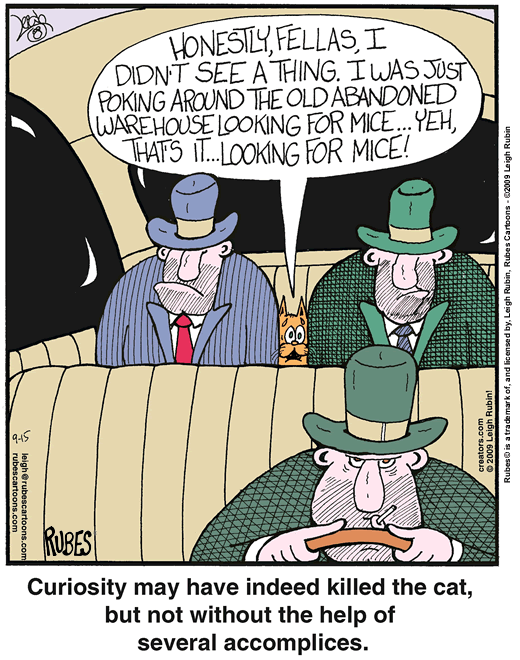 HONESTLY, FELLAS, I
DIDN'T SEE A THING. I WAS JUST
POKING AROUND THE OLD ABANDONED
WAREHOUSE LOOKING FOR MICE... YEH,
THAT'S IT...LOOKING FOR MICE!
9-15
leigh@rubescartoons.com
rubescartoons.com
RUBES
creators.com
© 2009 Leigh Rubin!
Rubes© is a trademark of, and licensed by, Leigh Rubin, Rubes Cartoons - ©2009 Leigh Rubin
Curiosity may have indeed killed the cat,
but not without the help of
several accomplices.